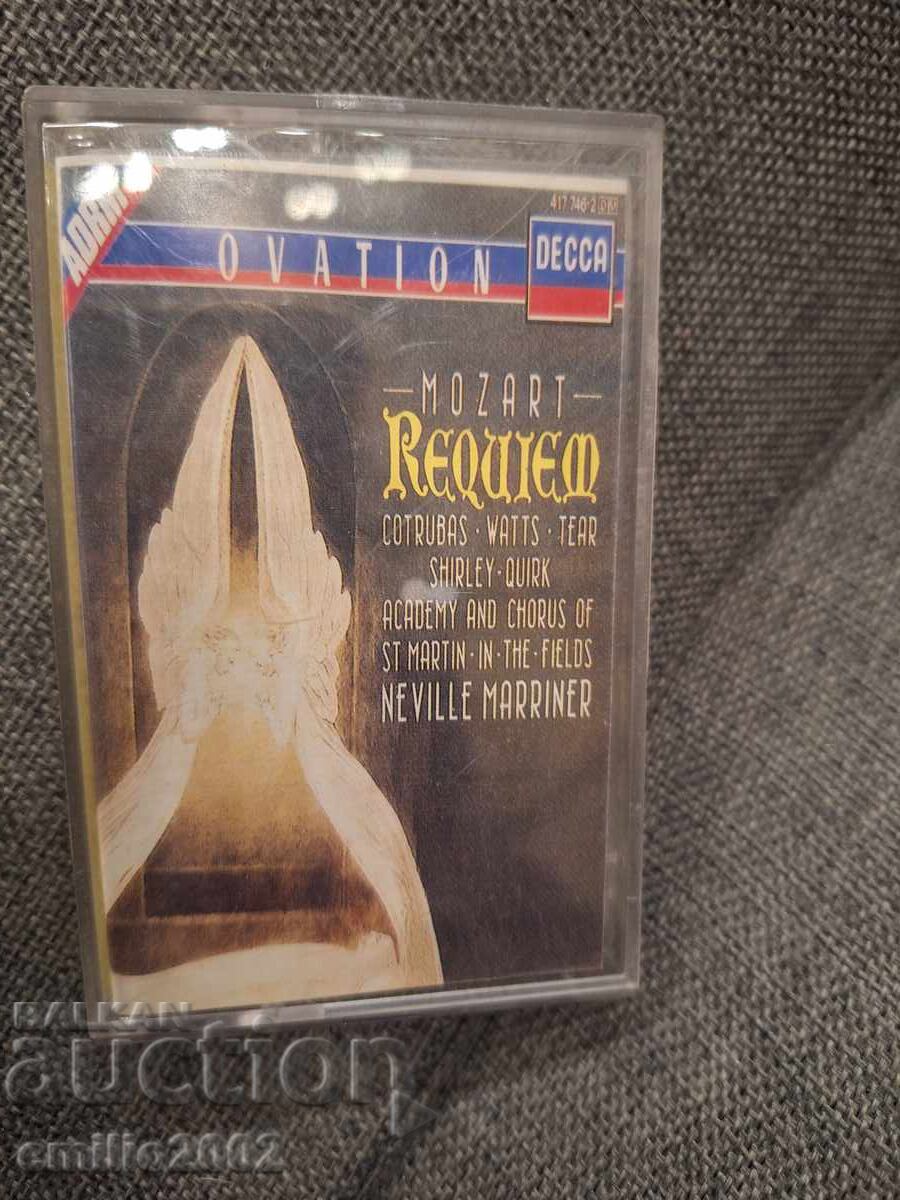 417 746-2
ADRM
OVATION
DECCA
MOZART
REQUIEM
COTRUBAS · WATTS · TEAR
SHIRLEY-QUIRK
ACADEMY AND CHORUS OF
ST MARTIN-IN-THE-FIELDS
NEVILLE MARRINER
BALKAN
auction
emilio2002